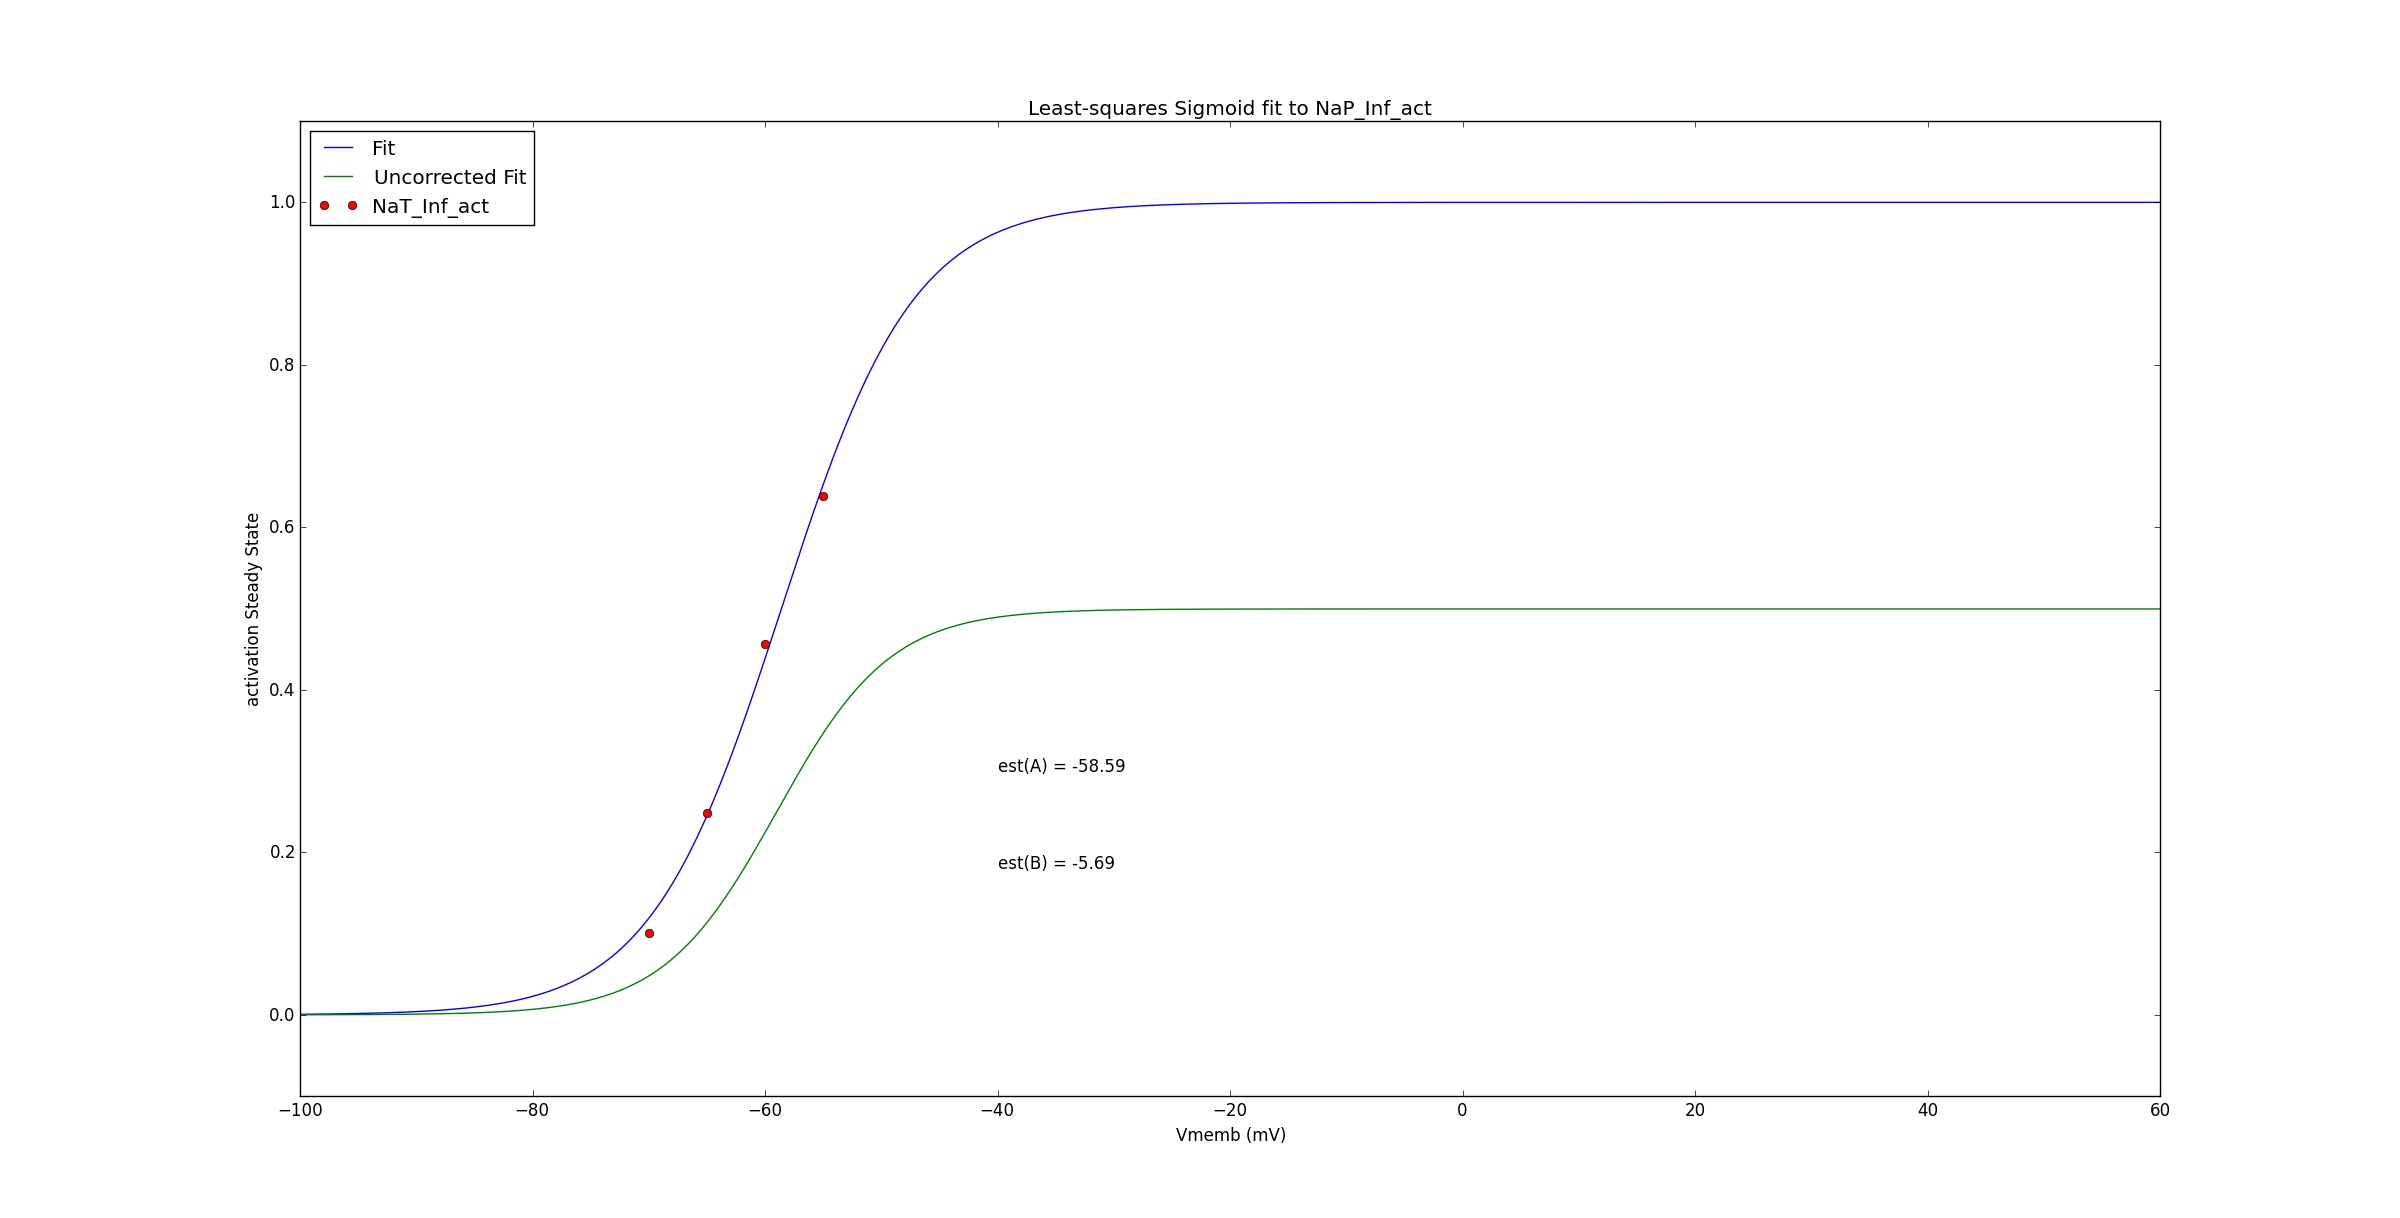 Least-squares Sigmoid fit to NaP_Inf_act
Fit
Uncorrected Fit
NaT_Inf_act
1.0
0.8
0.6
0.4
0.2
0.0
activation Steady State
est(A) = -58.59
est(B) = -5.69
−100 −80 −60 −40 −20 0 20 40 60
Vmemb (mV)